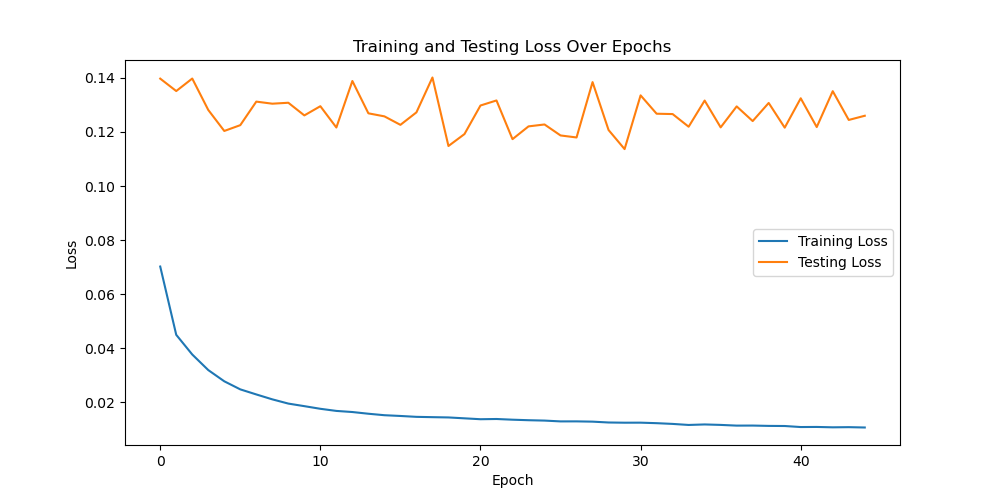 Training and Testing Loss Over Epochs
0.14
0.12
0.10
0.08
0.06
0.04
0.02
Loss
Training Loss
Testing Loss
0 10 20 30 40
Epoch